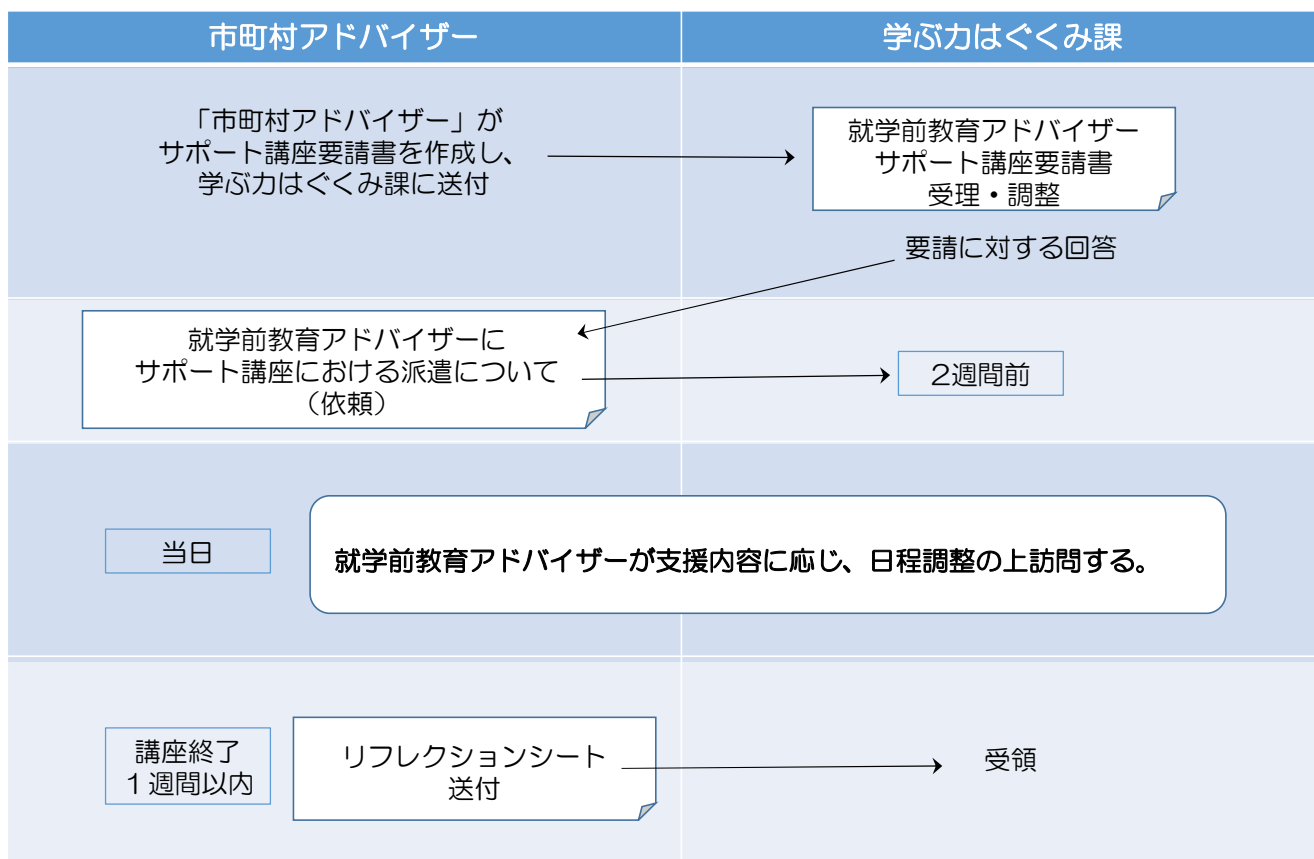 市町村アドバイザー
学ぶ力はぐくみ課
「市町村アドバイザー」が
サポート講座要請書を作成し、
学ぶ力はぐくみ課に送付
就学前教育アドバイザー
サポート講座要請書
受理・調整
要請に対する回答
就学前教育アドバイザーに
サポート講座における派遣について
（依頼）
２週間前
当日
就学前教育アドバイザーが支援内容に応じ、日程調整の上訪問する。
講座終了
１週間以内
リフレクションシート
送付
受領